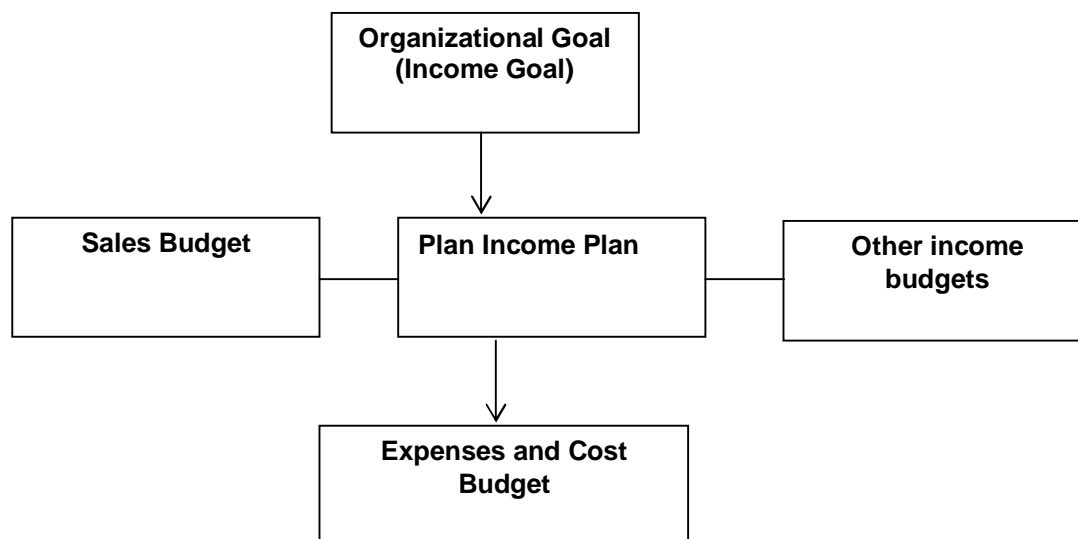 Organizational Goal
(Income Goal)
Sales Budget
Plan Income Plan
Other income
budgets
Expenses and Cost
Budget